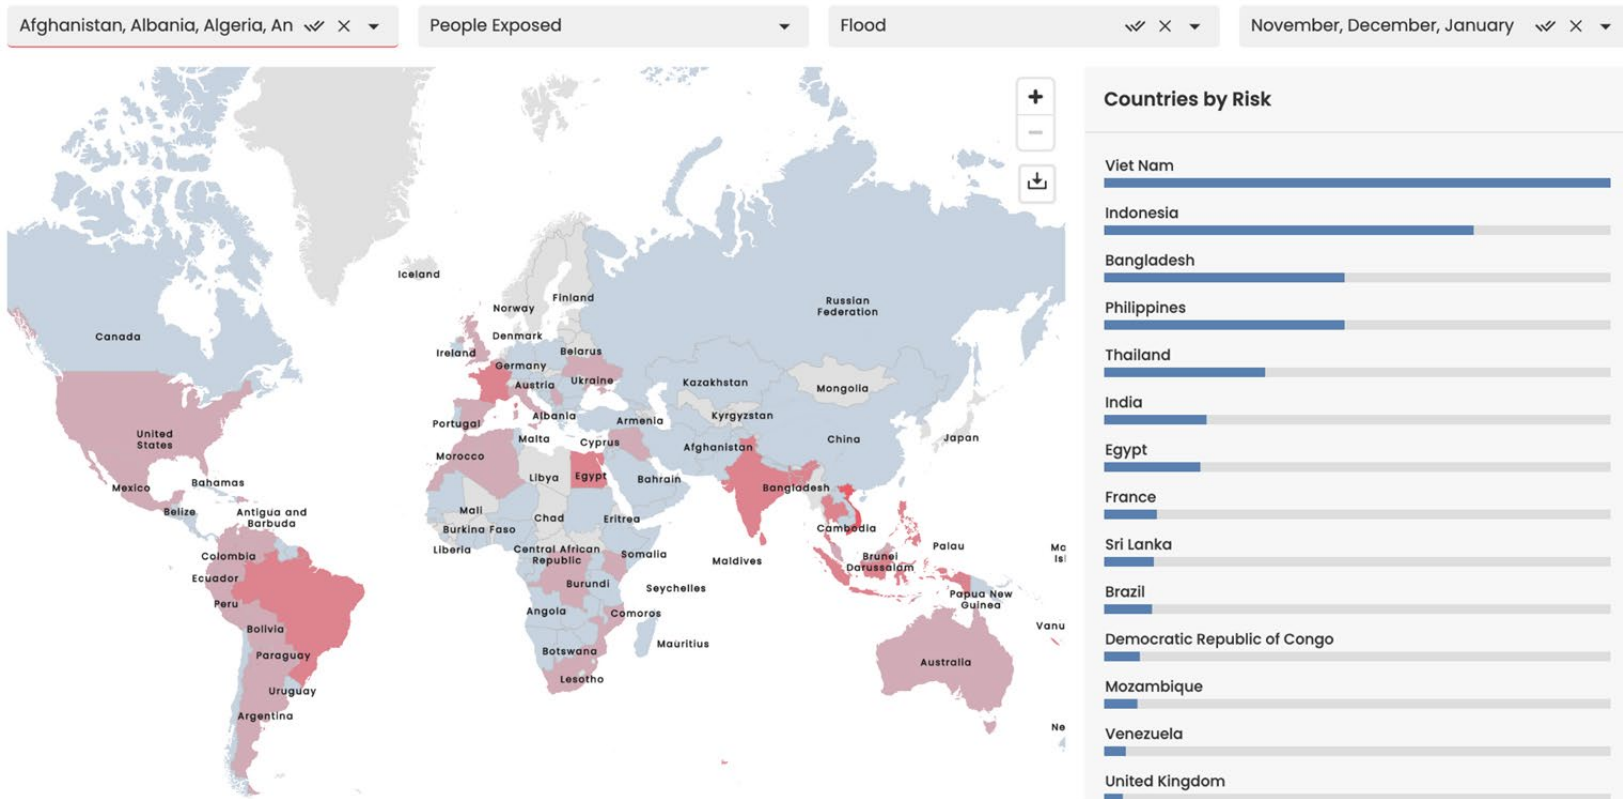 Afghanistan, Albania, Algeria, An
People Exposed
Flood
November, December, January
Countries by Risk
Viet Nam
Indonesia
Bangladesh
Philippines
Thailand
India
Egypt
France
Sri Lanka
Brazil
Democratic Republic of Congo
Mozambique
Venezuela
United Kingdom
Iceland
Finland
Norway
Russian
Federation
Canada
Denmark
Ireland
Belarus
Germany
Ukraine
Austria
Kazakhstan
Mongolia
Albania
Kyrgyzstan
Portugal
Armenia
United
States
Malta
Cyprus
China
Japan
Afghanistan
Morocco
Libya
Egypt
Bahrain
Mexico
Bahamas
Bangladesh
Belize
Antigua and
Barbuda
Mali
Chad
Eritrea
Burkina Faso
Cambodia
Liberia
Central African
Republic
Somalia
Colombia
Maldives
Brunei
Darussalam
Palau
Mc
Isl
Ecuador
Burundi
Seychelles
Peru
Angola
Comoros
Papua New
Guinea
Bolivia
Mauritius
Vanu
Paraguay
Botswana
Australia
Lesotho
Uruguay
Argentina
Ne